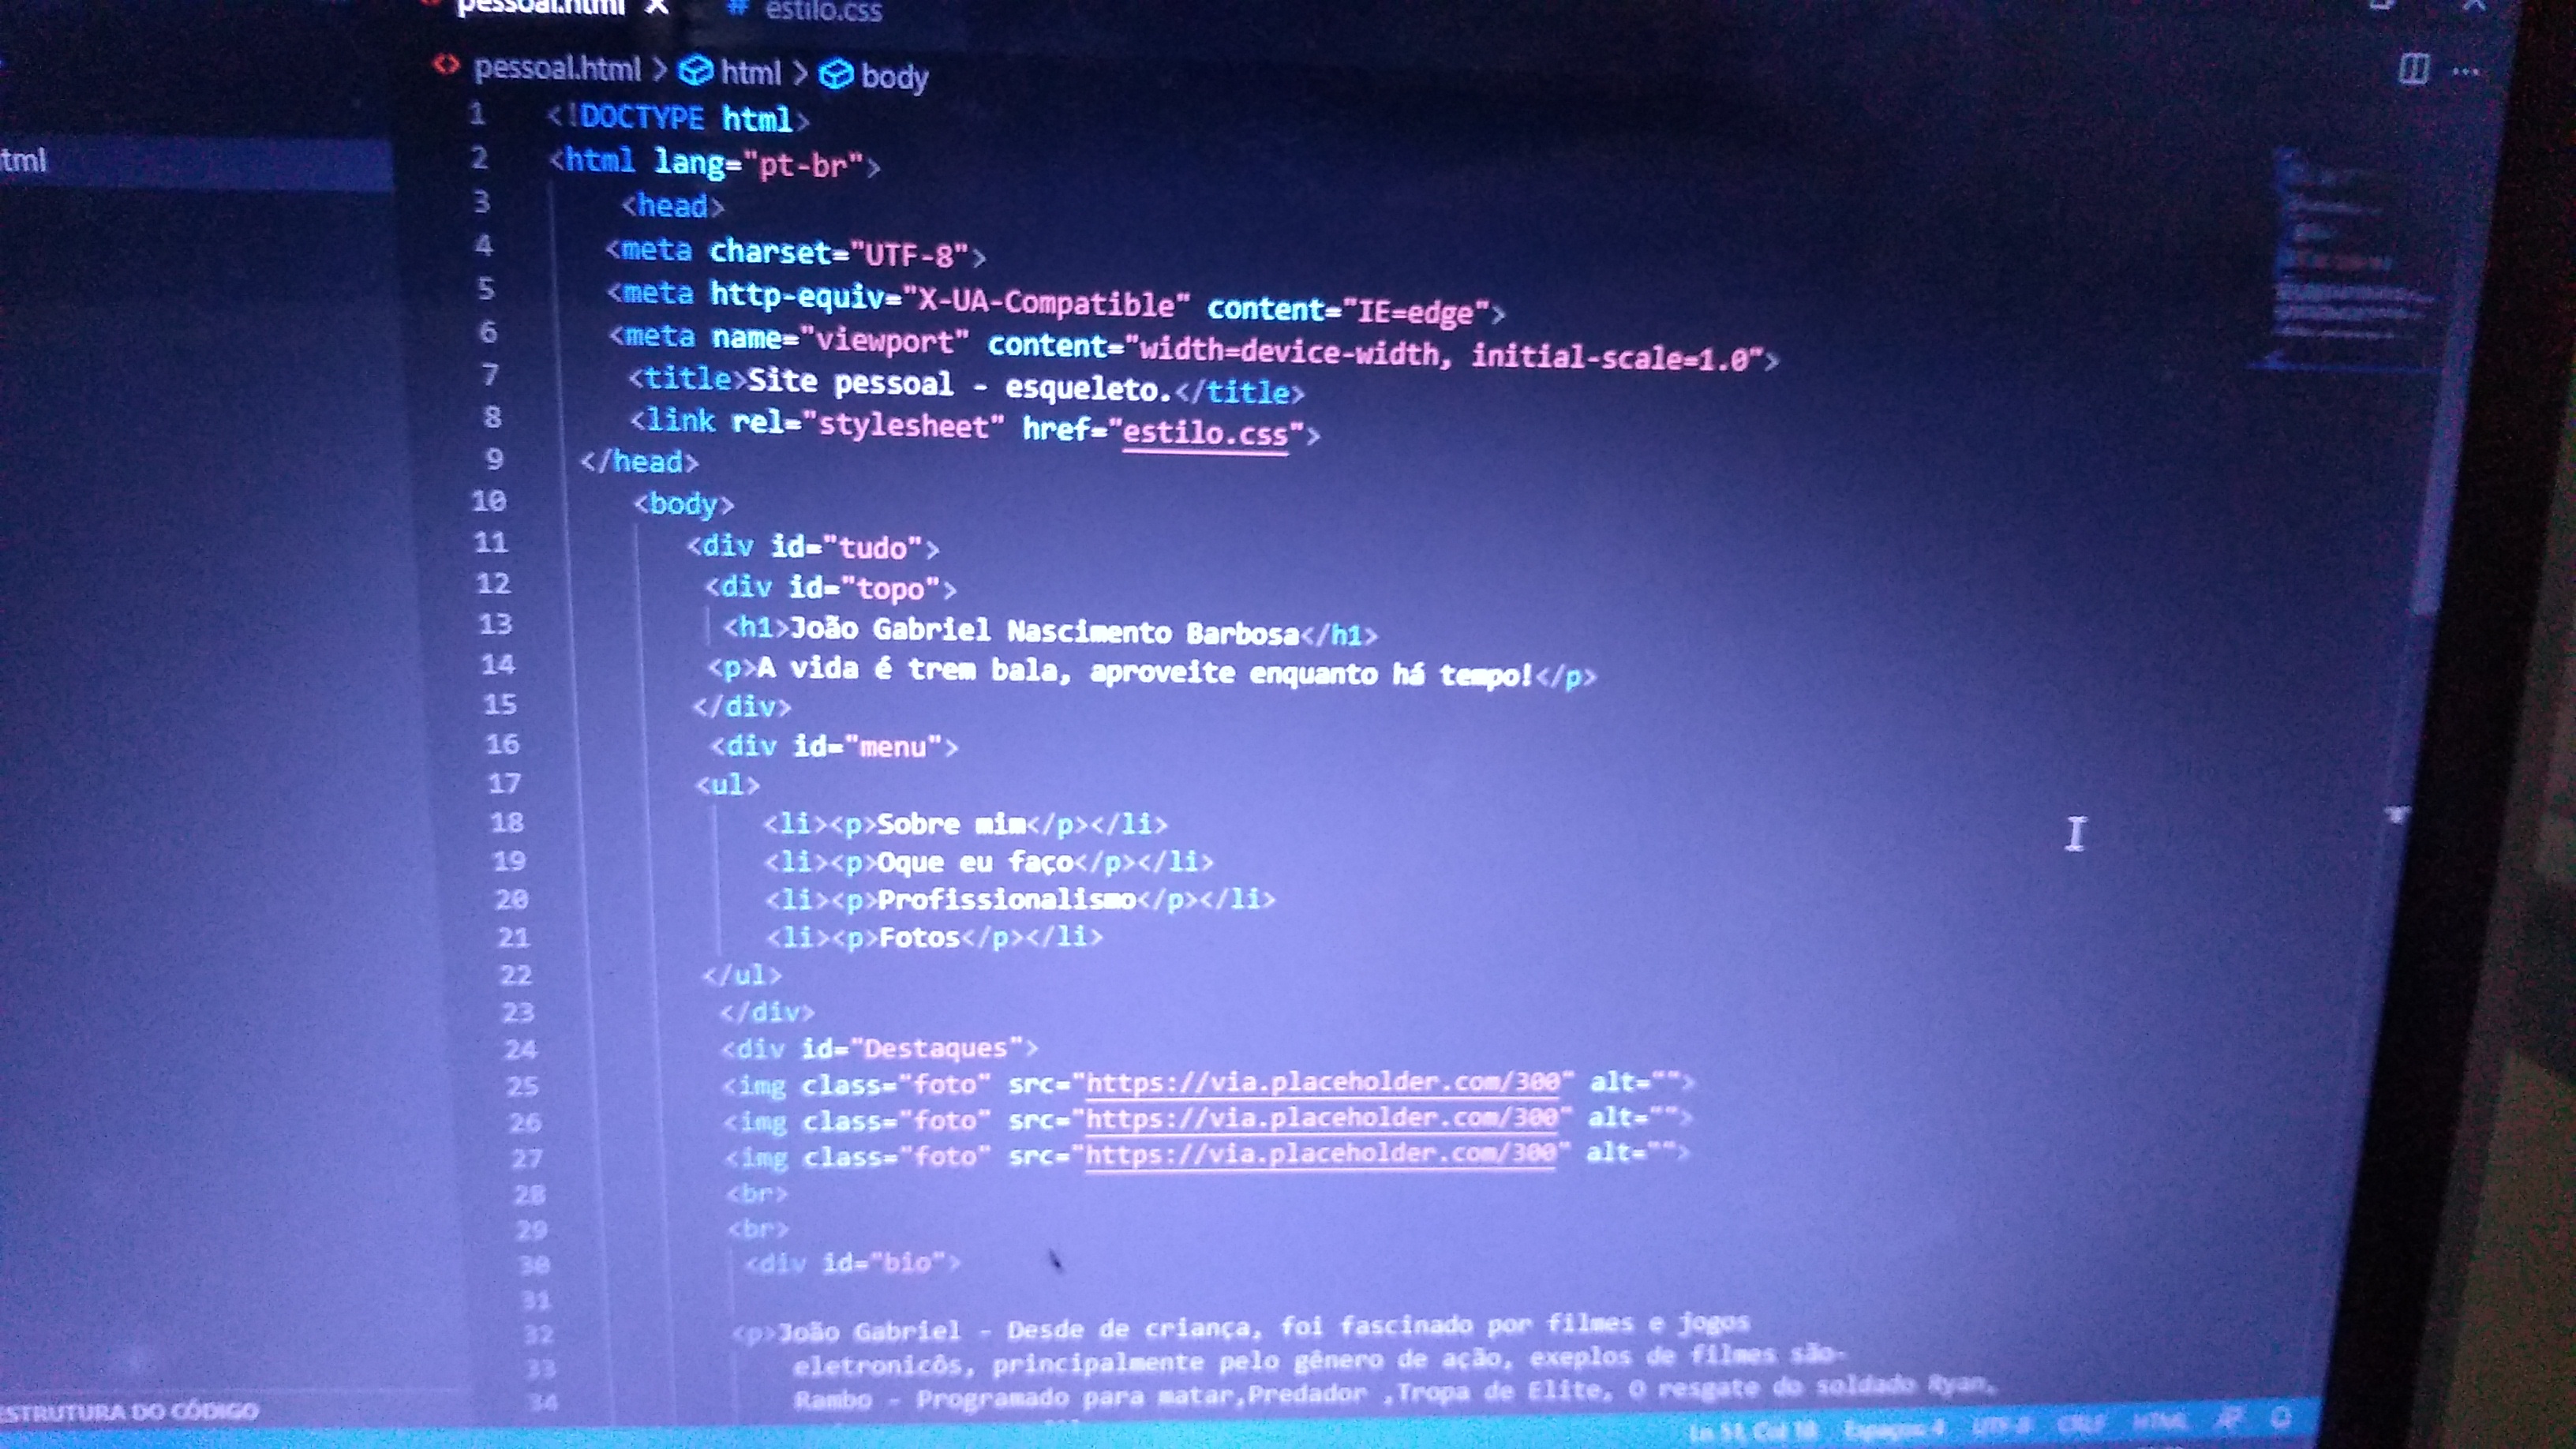 pessoal.html × # estilo.css
pessoal.html > html > body
tml
1 <!DOCTYPE html>
2 <html lang="pt-br">
3 <head>
4 <meta charset="UTF-8">
5 <meta http-equiv="X-UA-Compatible" content="IE=edge">
6 <meta name="viewport" content="width=device-width, initial-scale=1.0">
7 <title>Site pessoal - esqueleto.</title>
8 <link rel="stylesheet" href="estilo.css">
9 </head>
10 <body>
11 <div id="tudo">
12 <div id="topo">
13 <h1>João Gabriel Nascimento Barbosa</h1>
14 <p>A vida é trem bala, aproveite enquanto há tempo!</p>
15 </div>
16 <div id="menu">
17 <ul>
18 <li><p>Sobre mim</p></li>
19 <li><p>Oque eu faço</p></li>
20 <li><p>Profissionalismo</p></li>
21 <li><p>Fotos</p></li>
22 </ul>
23 </div>
24 <div id="Destaques">
25 <img class="foto" src="https://via.placeholder.com/300" alt="">
26 <img class="foto" src="https://via.placeholder.com/300" alt="">
27 <img class="foto" src="https://via.placeholder.com/300" alt="">
28 <br>
29 <br>
30 <div id="bio">
31
32 <p>João Gabriel - Desde de criança, foi fascinado por filmes e jogos
33 eletronicôs, principalmente pelo gênero de ação, exeplos de filmes são-
34 Rambo - Programado para matar,Predador ,Tropa de Elite, O resgate do soldado Ryan,
ESTRUTURA DO CÓDIGO
Ln 51, Col 18 Espaços: 4 UTF-8 CRLF HTML